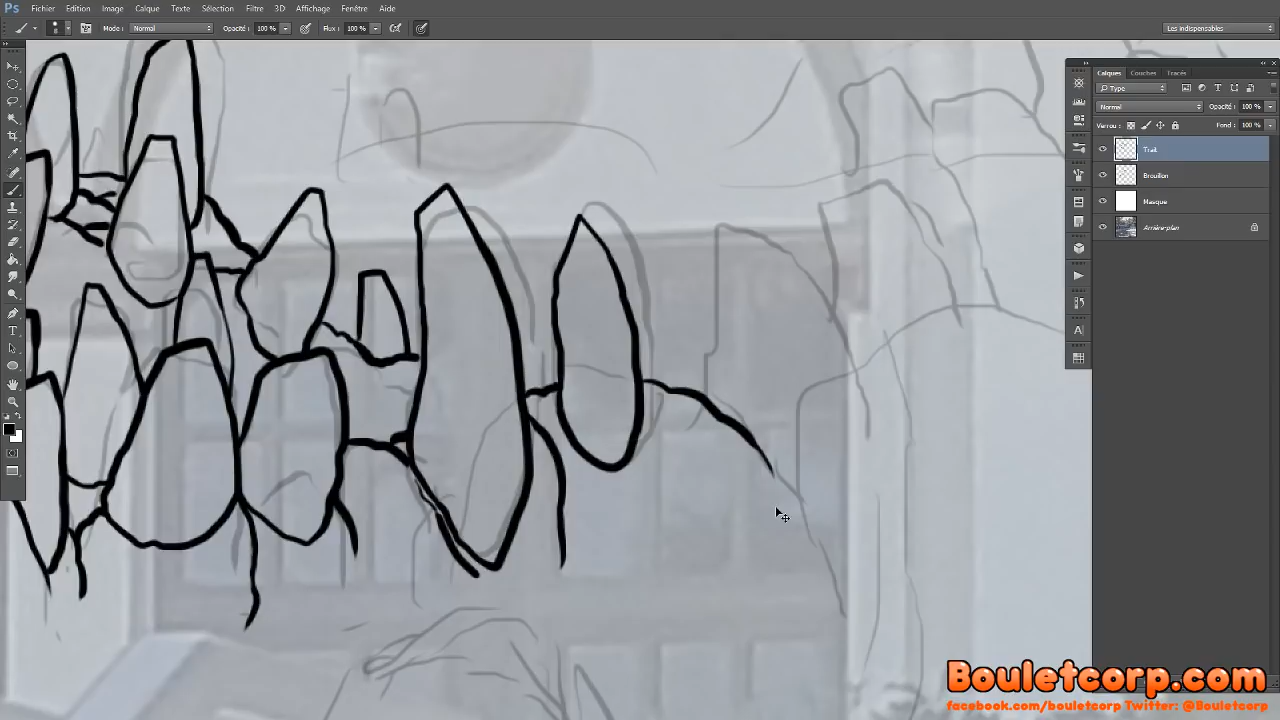 Ps Fichier Edition Image Calque Texte Sélection Filtre 3D Affichage Fenêtre Aide
Mode : Normal Opacité : 100 % Flux : 100 % Les indispensables
Calques Couches Tracés
Type
Normal Opacité : 100 %
Verrou : Fond : 100 %
Trait
Brouillon
Masque
Arrière-plan
Bouletcorp.com
facebook.com/bouletcorp Twitter: @Bouletcorp